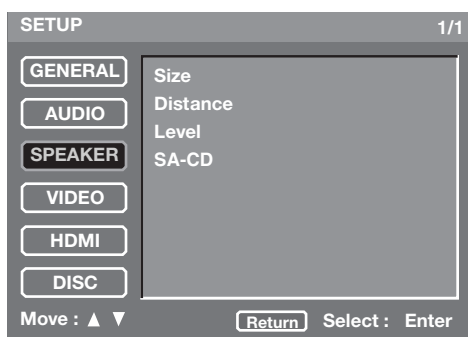 SETUP 1/1
GENERAL
AUDIO
SPEAKER
VIDEO
HDMI
DISC
Size
Distance
Level
SA-CD
Move : ▲ ▼ Return Select : Enter